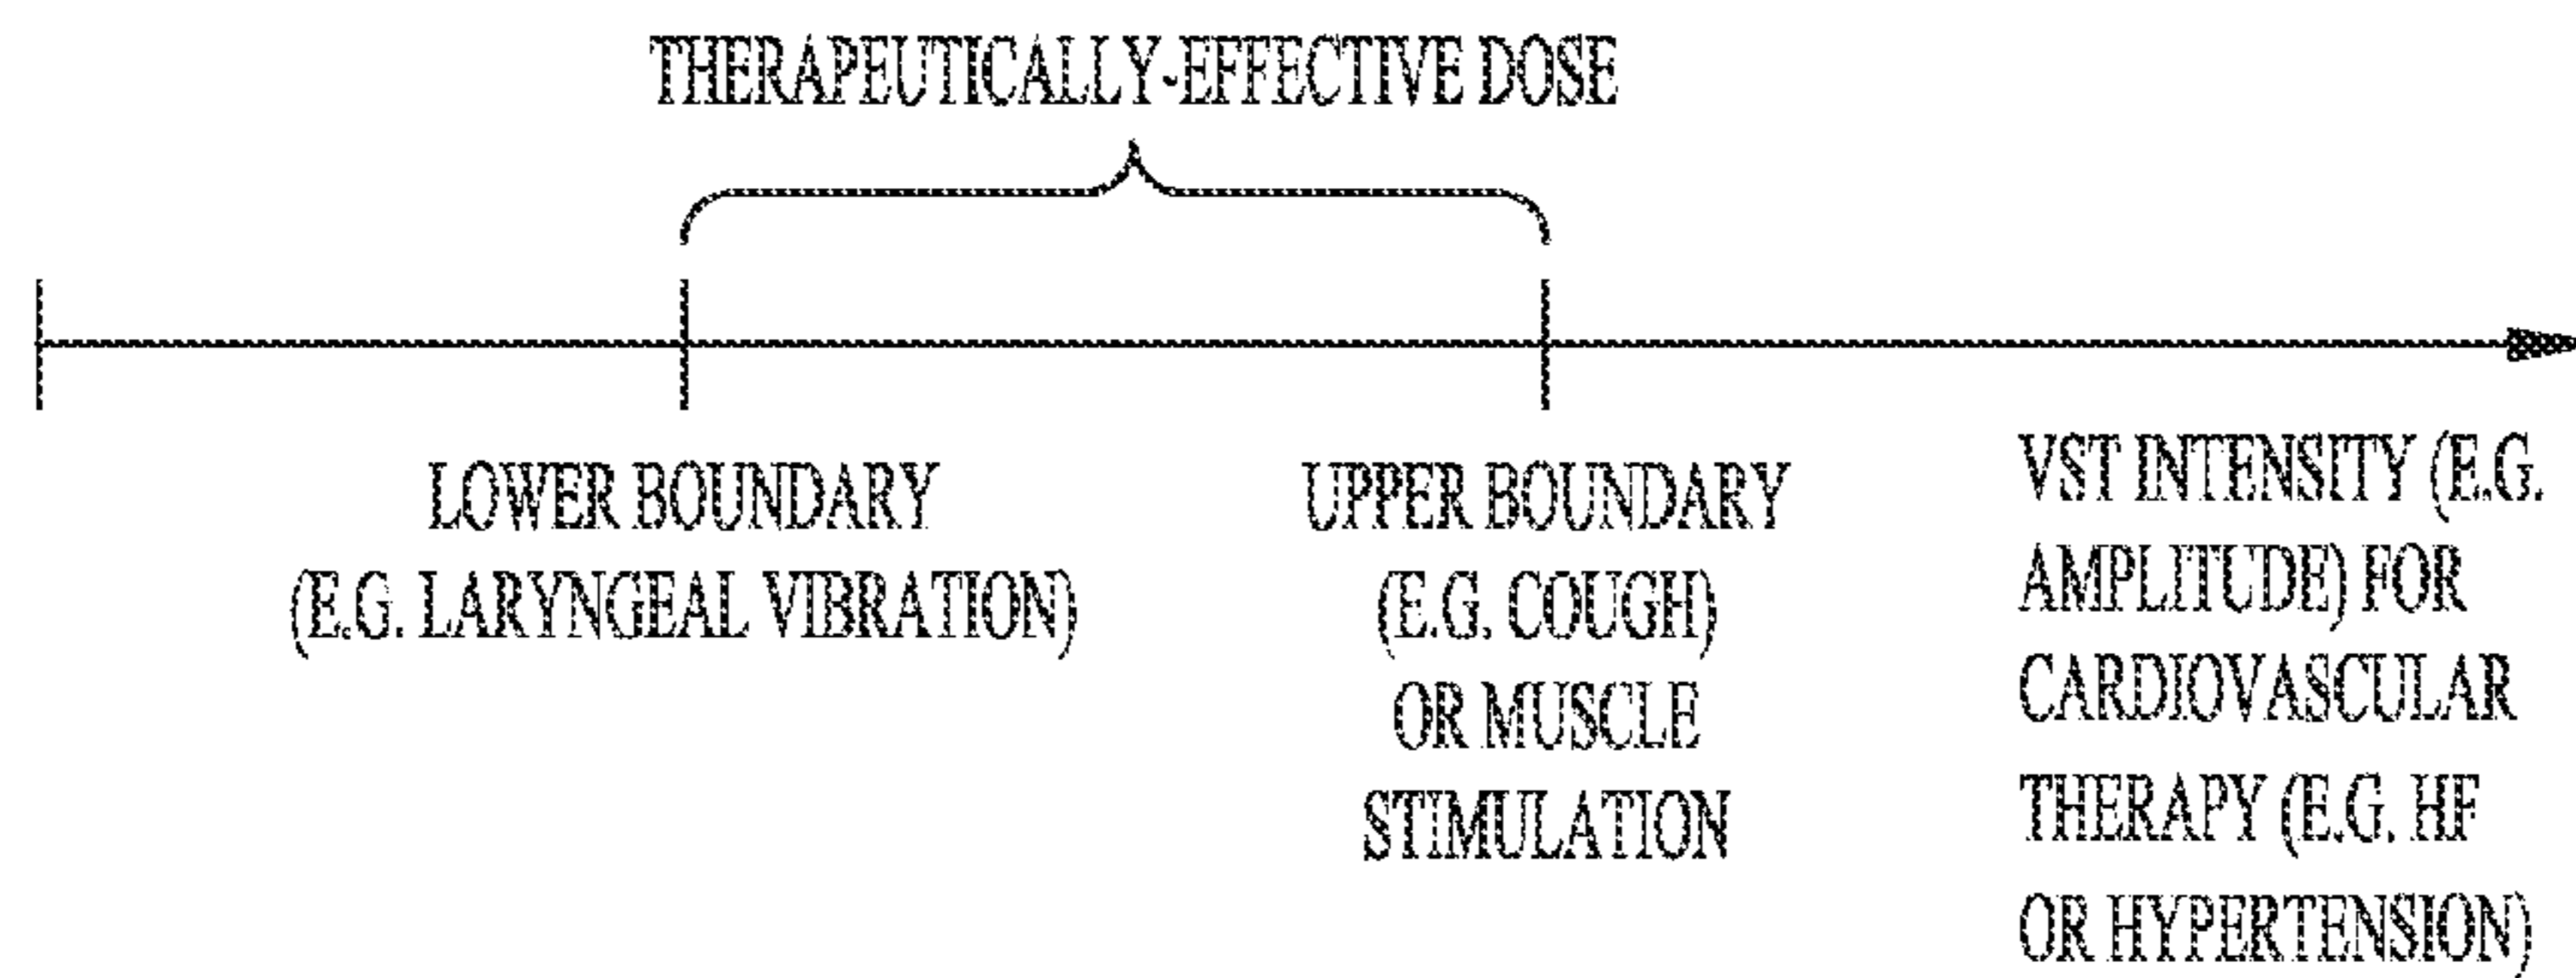 THERAPEUTICALLY-EFFECTIVE DOSE
LOWER BOUNDARY
(E.G. LARYNGEAL VIBRATION)
UPPER BOUNDARY
(E.G. COUGH)
OR MUSCLE
STIMULATION
VST INTENSITY (E.G.
AMPLITUDE) FOR
CARDIOVASCULAR
THERAPY (E.G. HF
OR HYPERTENSION)